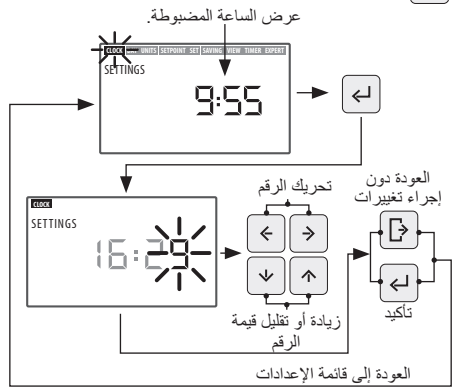 عرض الساعة المضبوطة.
CLOCK UNITS SETPOINT SET SAVING VIEW TIMER EXPERT
SETTINGS
9:55
CLOCK
SETTINGS
16:29
تحريك الرقم
زيادة أو تقليل قيمة
الرقم
العودة دون
إجراء تغييرات
تأكيد
العودة إلى قائمة الإعدادات